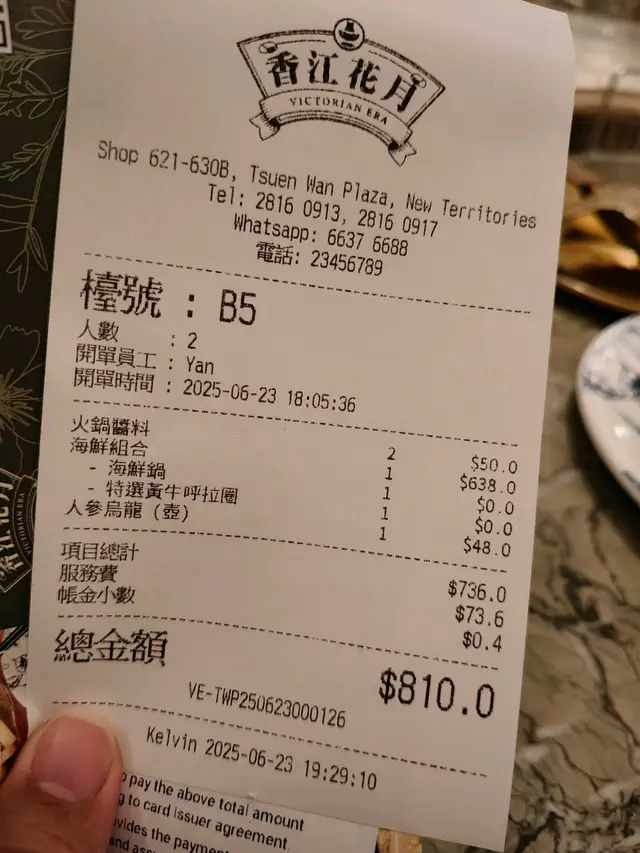 香江花月
VICTORIAN ERA
Shop 621-630B, Tsuen Wan Plaza, New Territories
Tel: 2816 0913, 2816 0917
Whatsapp: 6637 6688
電話: 23456789
檯號 : B5
人數 : 2
開單員工 : Yan
開單時間 : 2025-06-23 18:05:36
火鍋醬料 2 $50.0
海鮮組合 1 $638.0
- 海鮮鍋 1 $0.0
- 特選黃牛呼拉圈 1 $0.0
人參烏龍 (壺) 1 $48.0
項目總計 $736.0
服務費 $73.6
帳金小數 $0.4
總金額 $810.0
VE-TWP250623000126
Kelvin 2025-06-23 19:29:10
pay the above total amount
to card issuer agreement
the
香江花月
VICTORIAN ERA